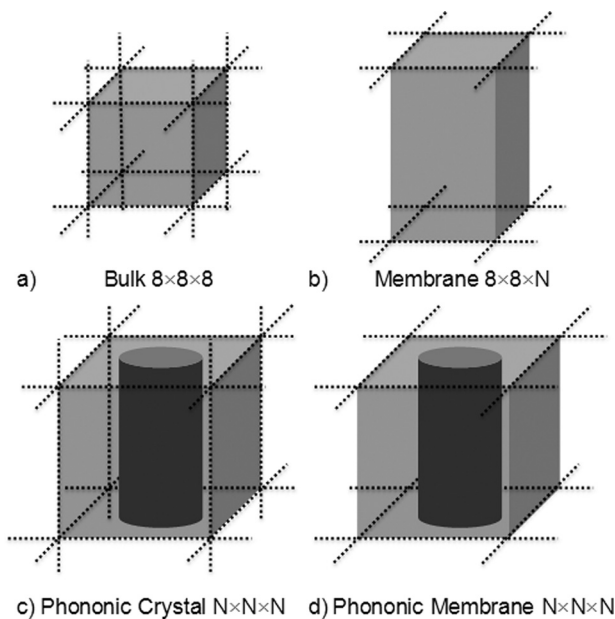 a) Bulk 8×8×8
b) Membrane 8×8×N
c) Phononic Crystal N×N×N
d) Phononic Membrane N×N×N